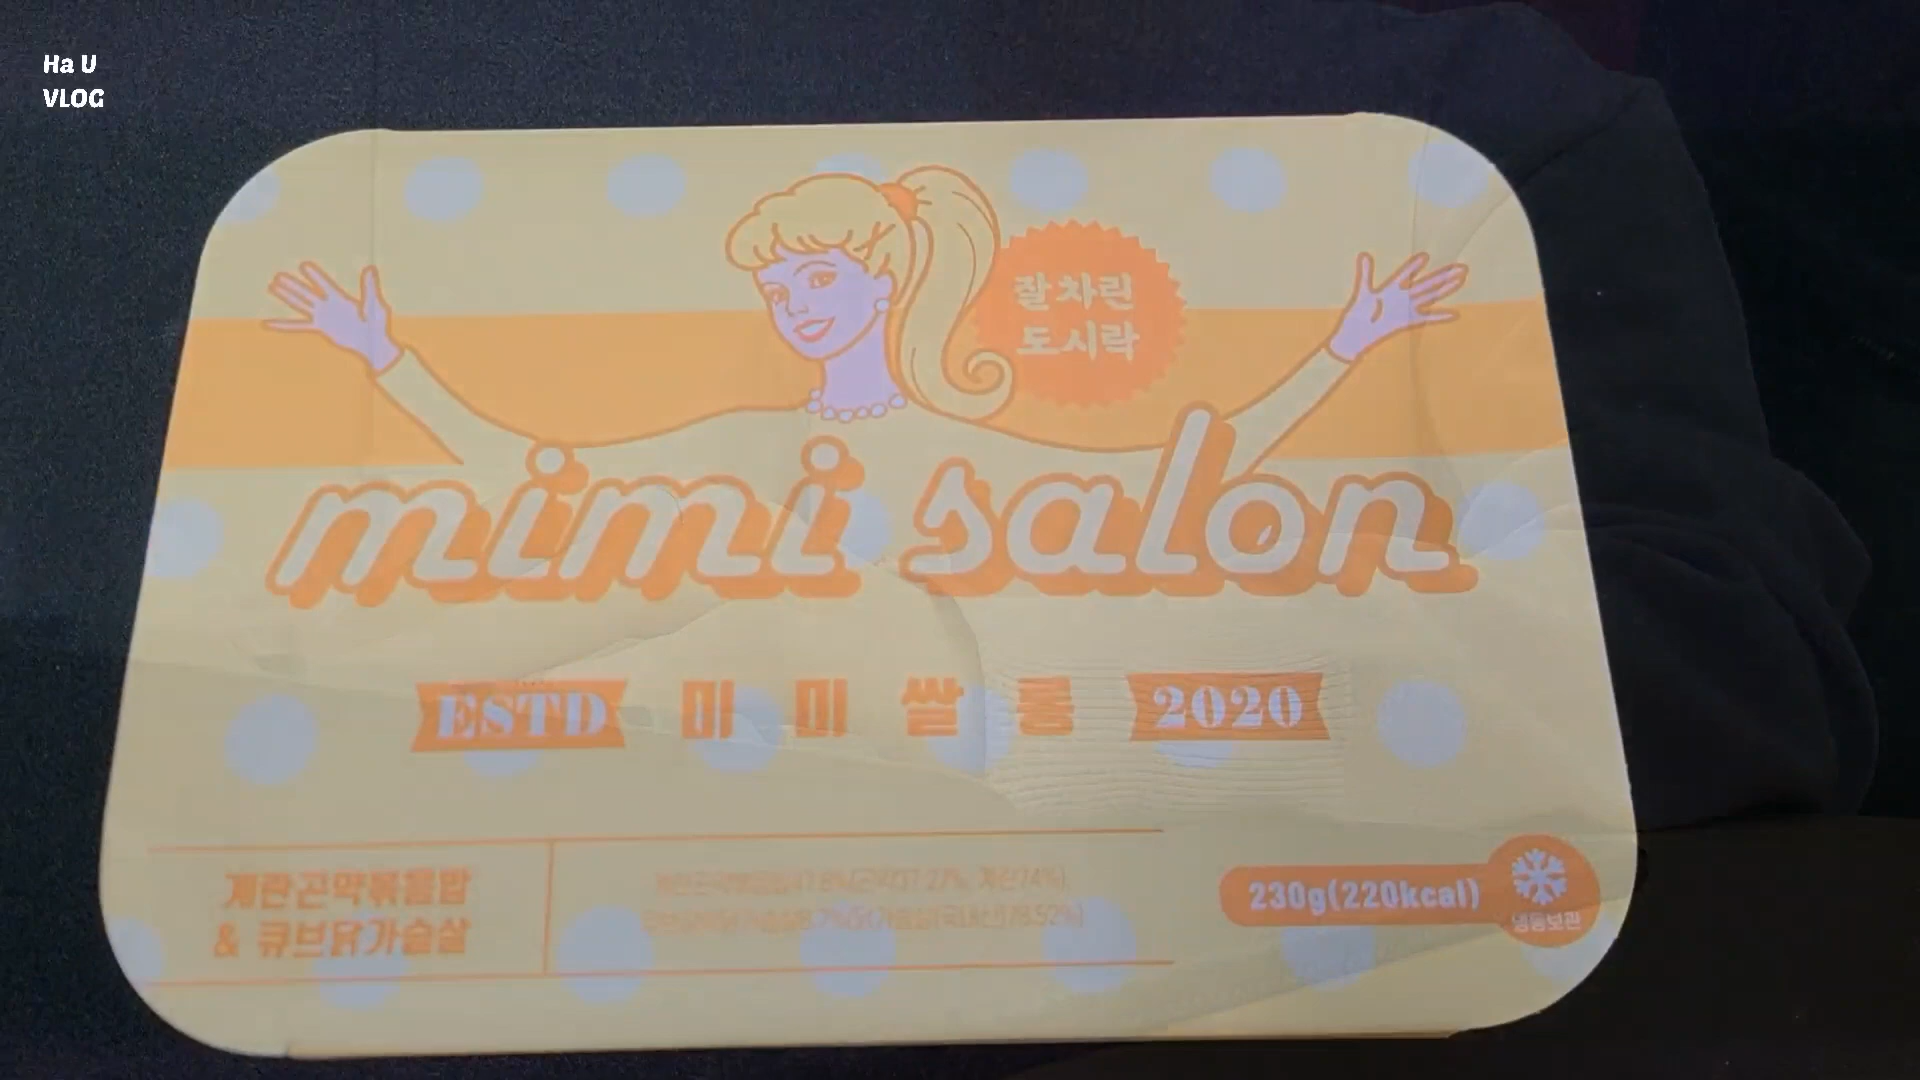 Ha U
VLOG
잘 차린
도시락
mimi salon
ESTD 미미쌀롱 2020
계란곤약볶음밥
& 큐브닭가슴살
230g(220kcal)
냉동보관